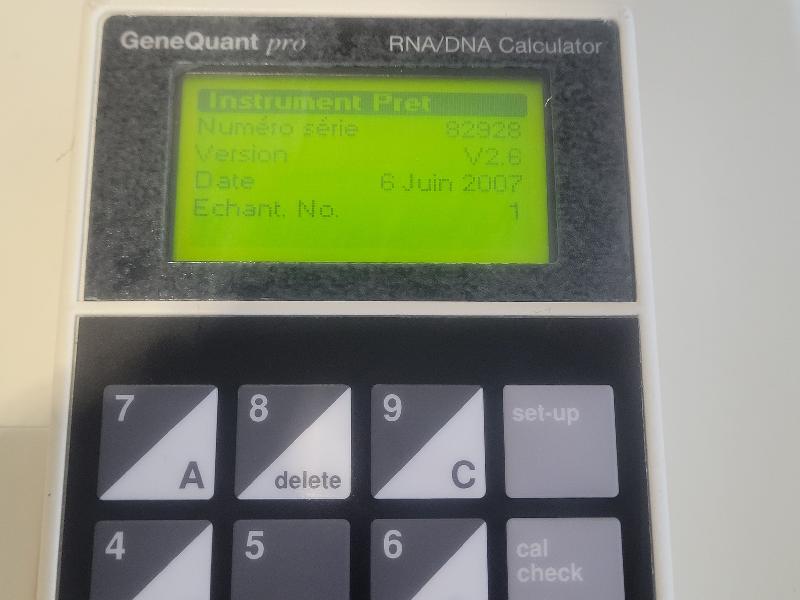 GeneQuant pro RNA/DNA Calculator
Instrument Pret
Numéro série 82928
Version V2.6
Date 6 Juin 2007
Echant. No. 1
7 A
8 delete
9 C
set-up
4
5
6
cal
check